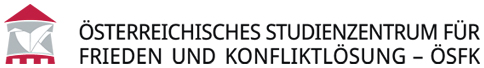 ÖSTERREICHISCHES STUDIENZENTRUM FÜR
FRIEDEN UND KONFLIKTLÖSUNG – ÖSFK